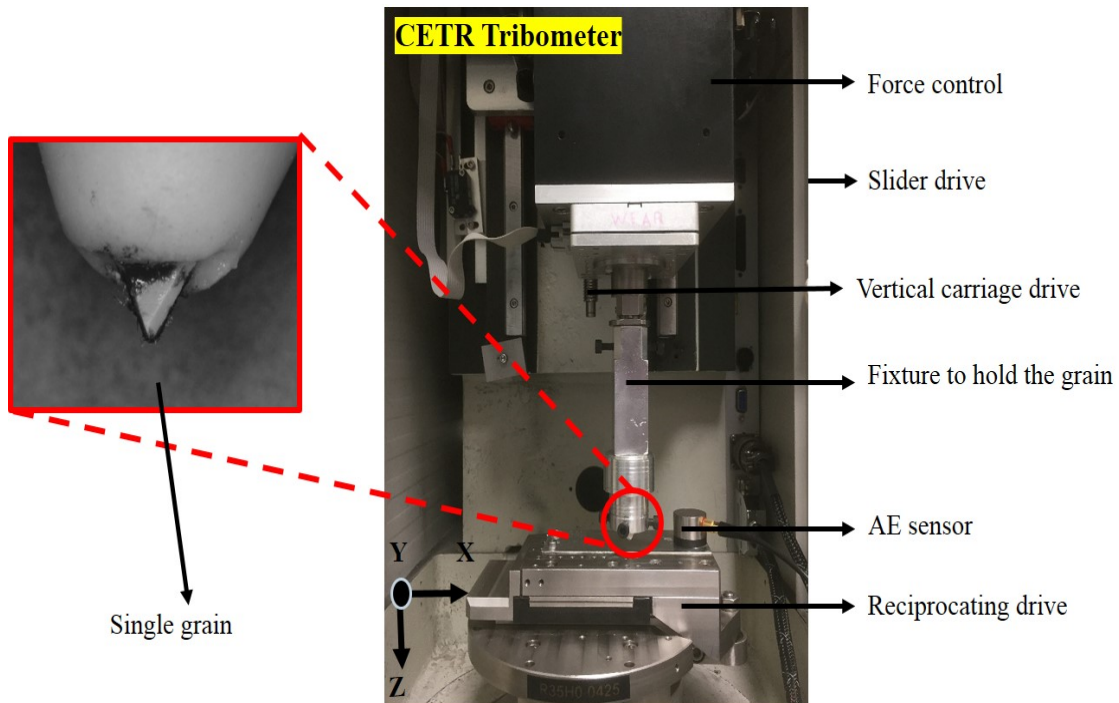 CETR Tribometer
Force control
Slider drive
WEAR
Vertical carriage drive
Fixture to hold the grain
AE sensor
Y
X
Reciprocating drive
Single grain
Z
R35H0 0425